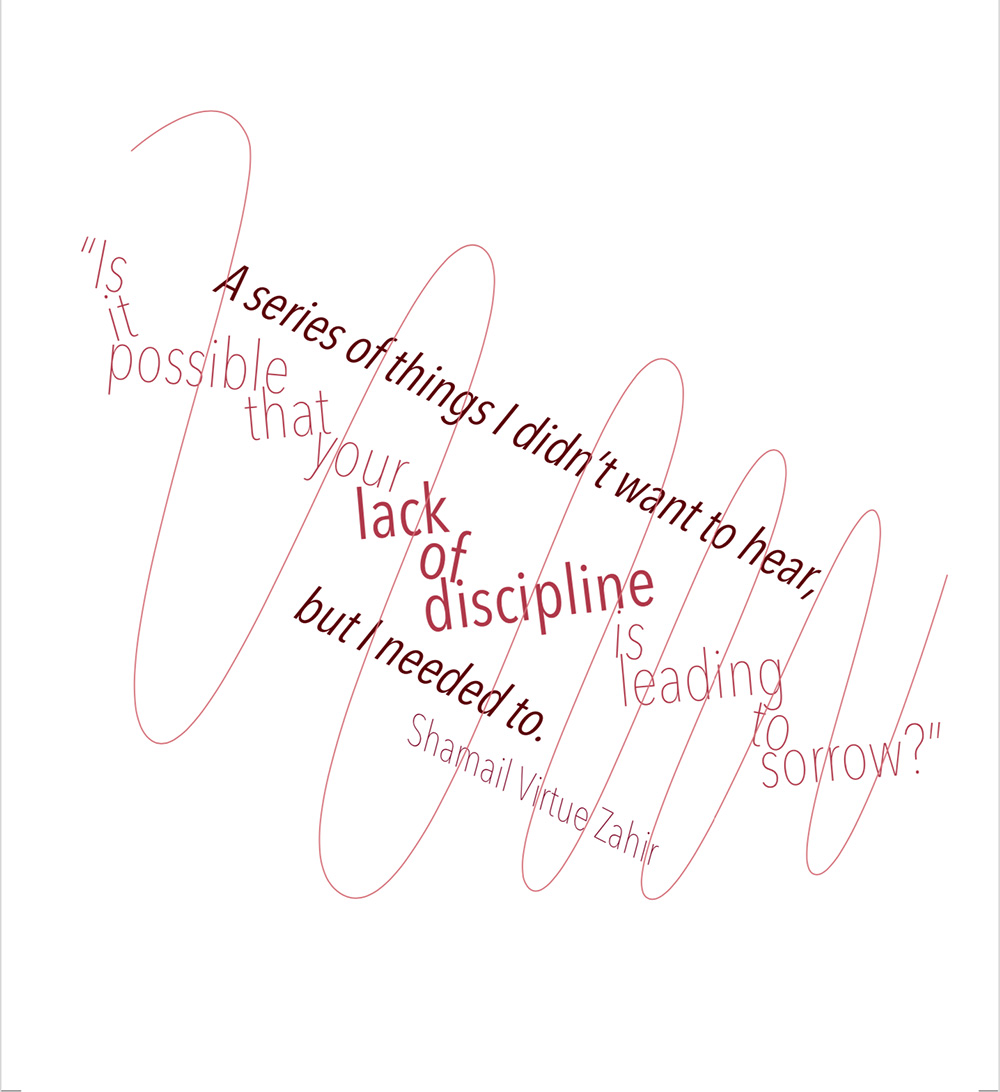 A series of things I didn't want to hear,
but I needed to.
"Is
it
possible
that
your
lack
of
discipline
is
leading
to
sorrow?"
Shamail Virtue Zahir